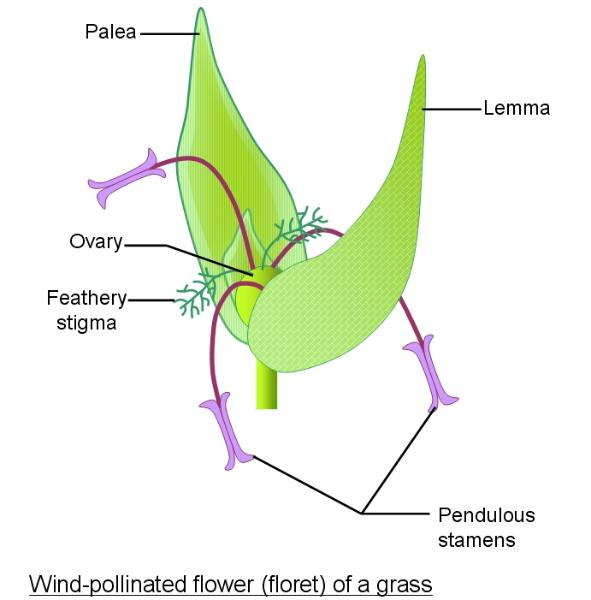 Palea
Lemma
Ovary
Feathery
stigma
Pendulous
stamens
Wind-pollinated flower (floret) of a grass